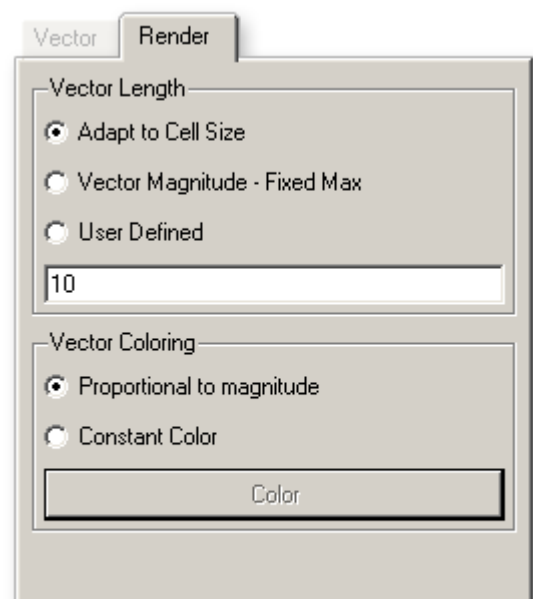 Vector Render
Vector Length
Adapt to Cell Size
Vector Magnitude - Fixed Max
User Defined
10
Vector Coloring
Proportional to magnitude
Constant Color
Color